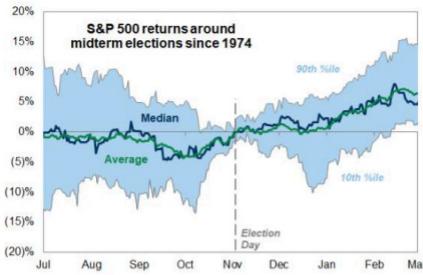 S&P 500 returns around
midterm elections since 1974
20%
15%
10%
5%
0%
(5)%
(10)%
(15)%
(20)%
90th %ile
Median
Average
10th %ile
Election
Day
Jul Aug Sep Oct Nov Dec Jan Feb Ma